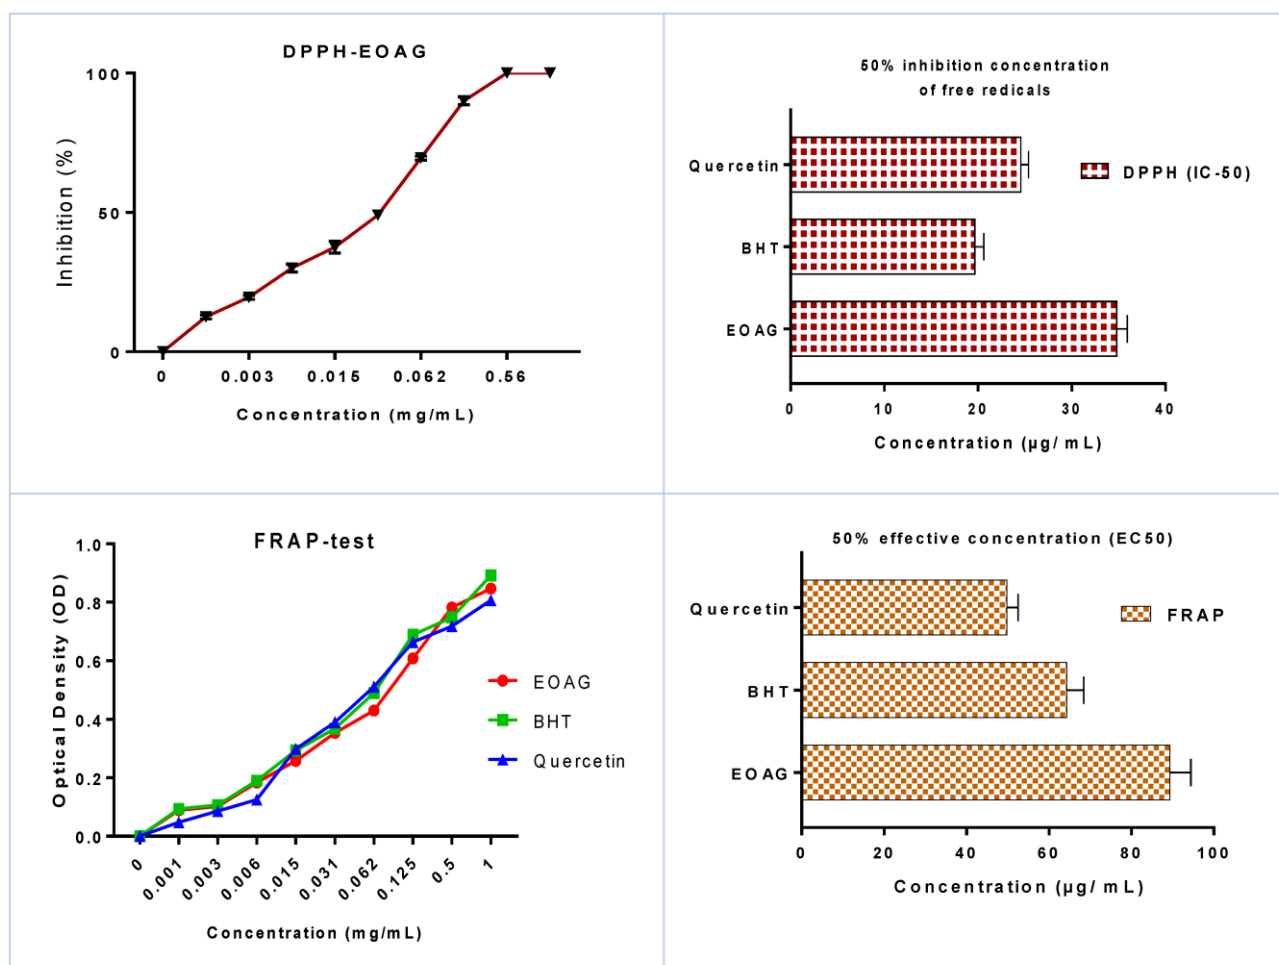 DPPH-EOAG
100
50
0
Inhibition (%)
0 0.003 0.015 0.062 0.56
Concentration (mg/mL)
50% inhibition concentration
of free redicals
Quercetin
BHT
EOAG
DPPH (IC-50)
0 10 20 30 40
Concentration (µg/ mL)
FRAP-test
1.0
0.8
0.6
0.4
0.2
0.0
Optical Density (OD)
EOAG
BHT
Quercetin
0 0.001 0.003 0.006 0.015 0.031 0.062 0.125 0.5 1
Concentration (mg/mL)
50% effective concentration (EC50)
Quercetin
BHT
EOAG
FRAP
0 20 40 60 80 100
Concentration (µg/ mL)